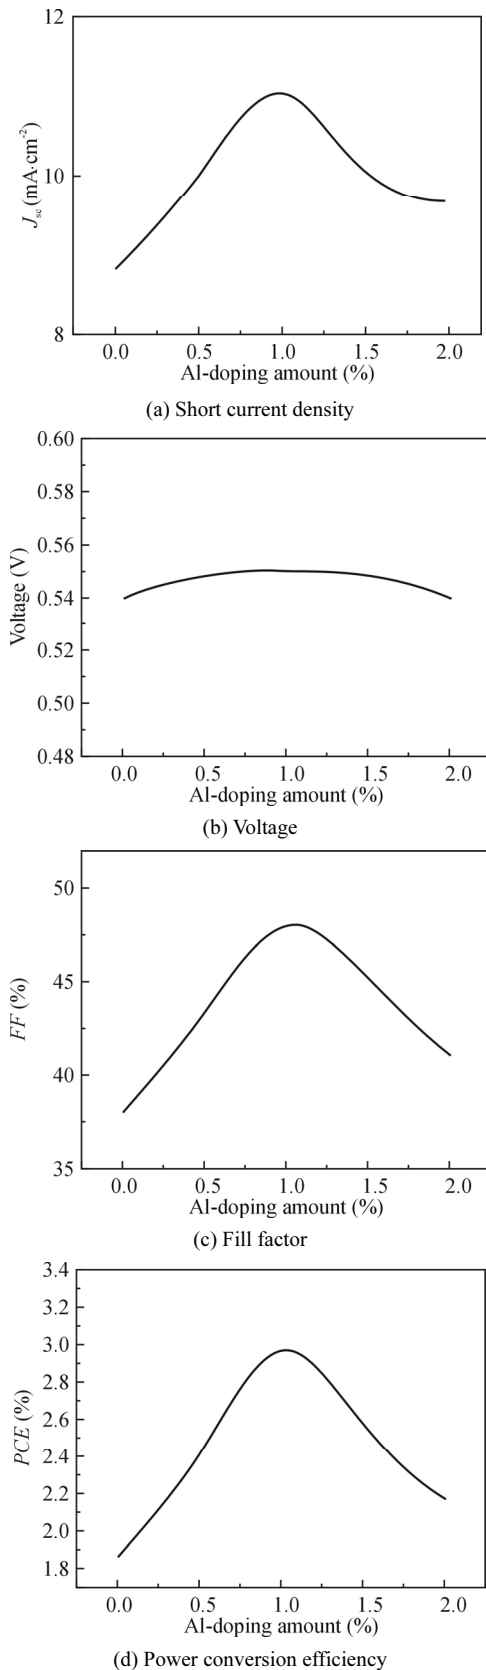 12
10
8
J_sc (mA·cm⁻²)
0.0 0.5 1.0 1.5 2.0
Al-doping amount (%)
(a) Short current density
0.60
0.58
0.56
0.54
0.52
0.50
0.48
Voltage (V)
0.0 0.5 1.0 1.5 2.0
Al-doping amount (%)
(b) Voltage
50
45
40
35
FF (%)
0.0 0.5 1.0 1.5 2.0
Al-doping amount (%)
(c) Fill factor
3.4
3.2
3.0
2.8
2.6
2.4
2.2
2.0
1.8
PCE (%)
0.0 0.5 1.0 1.5 2.0
Al-doping amount (%)
(d) Power conversion efficiency